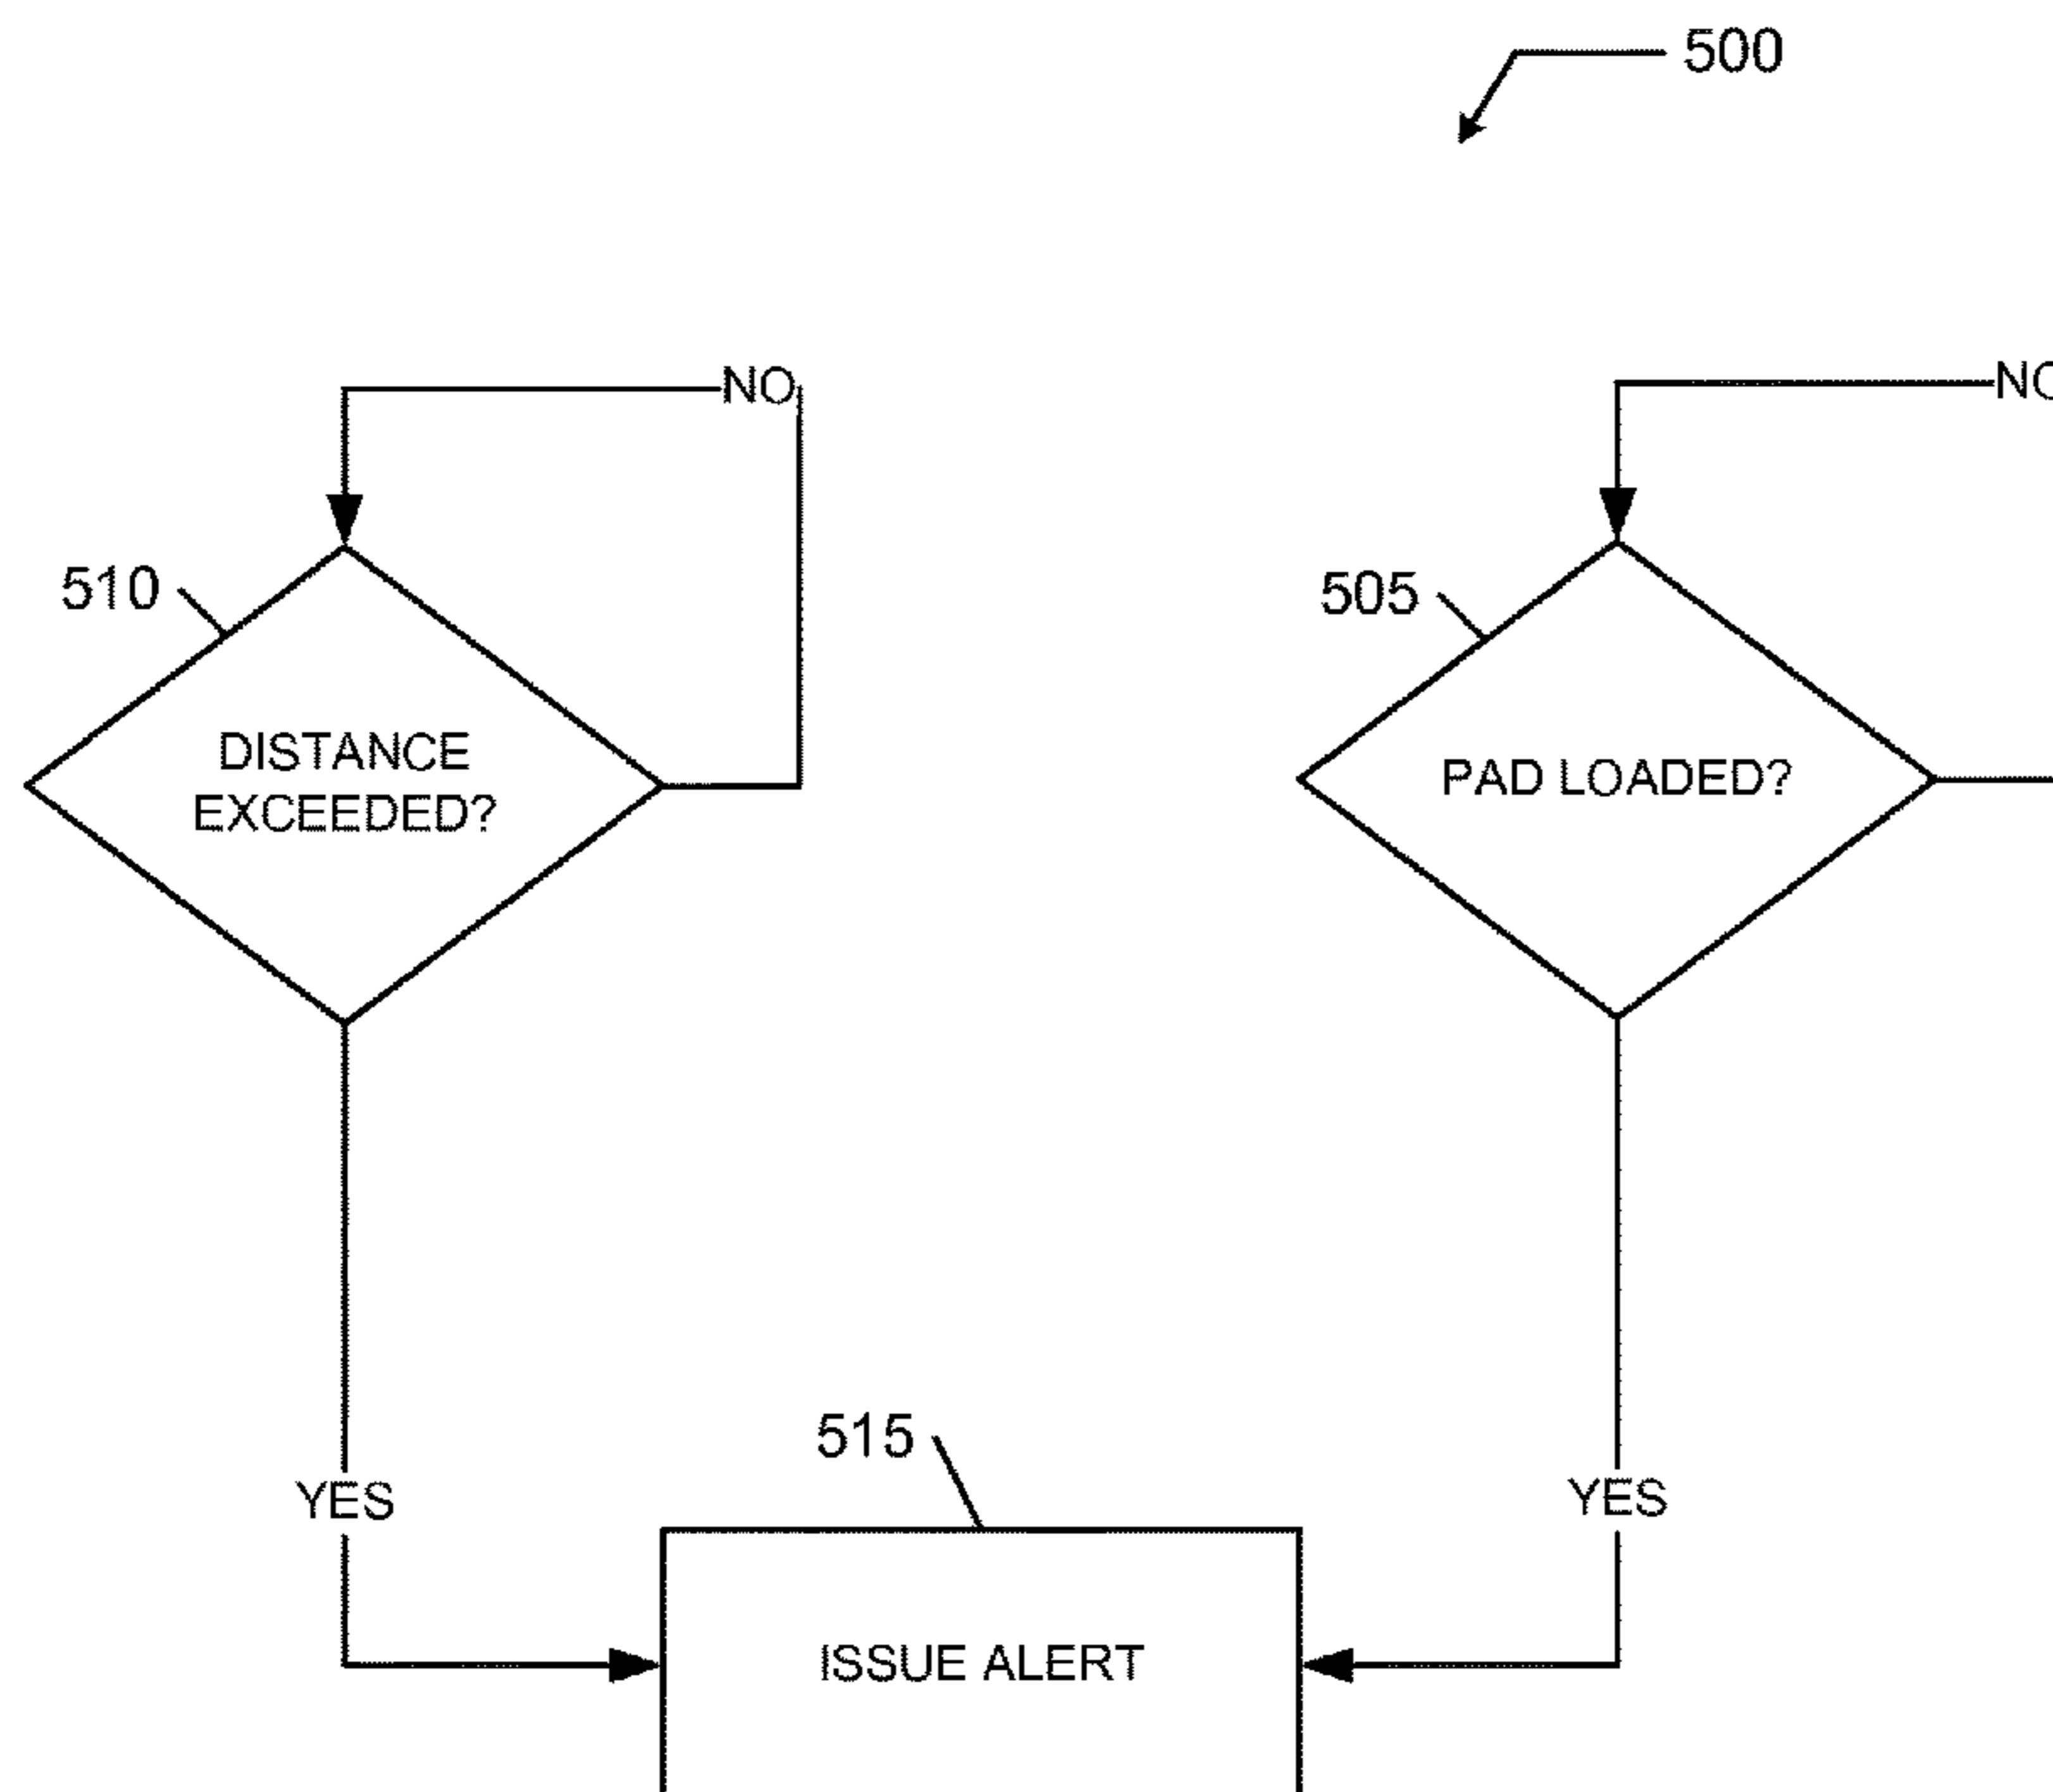 500
NO
NO
510
505
DISTANCE
EXCEEDED?
PAD LOADED?
515
YES
YES
ISSUE ALERT